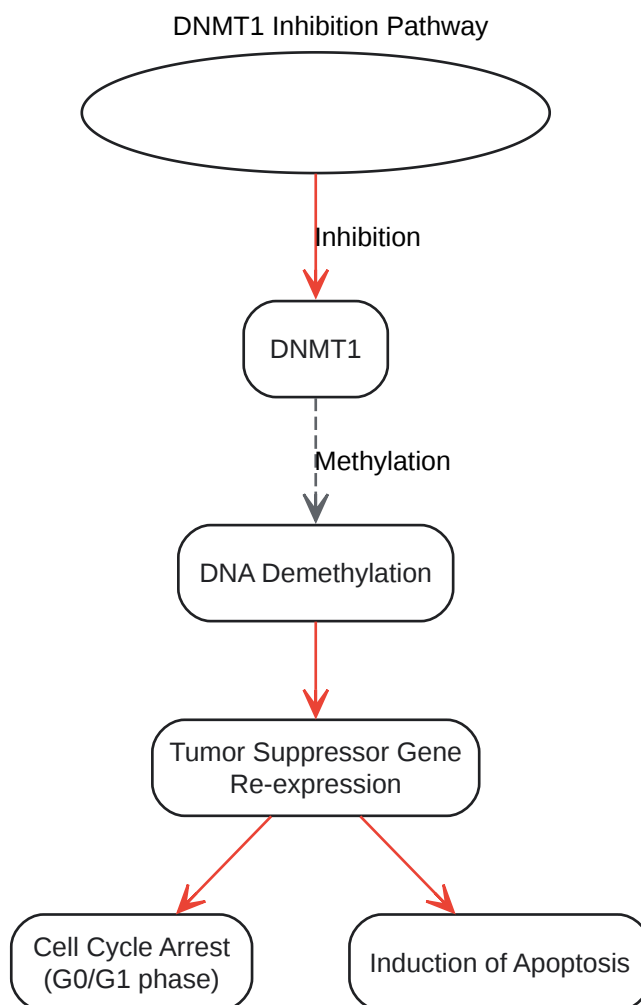 DNMT1 Inhibition Pathway
Inhibition
DNMT1
Methylation
DNA Demethylation
Tumor Suppressor Gene
Re-expression
Cell Cycle Arrest
(G0/G1 phase)
Induction of Apoptosis